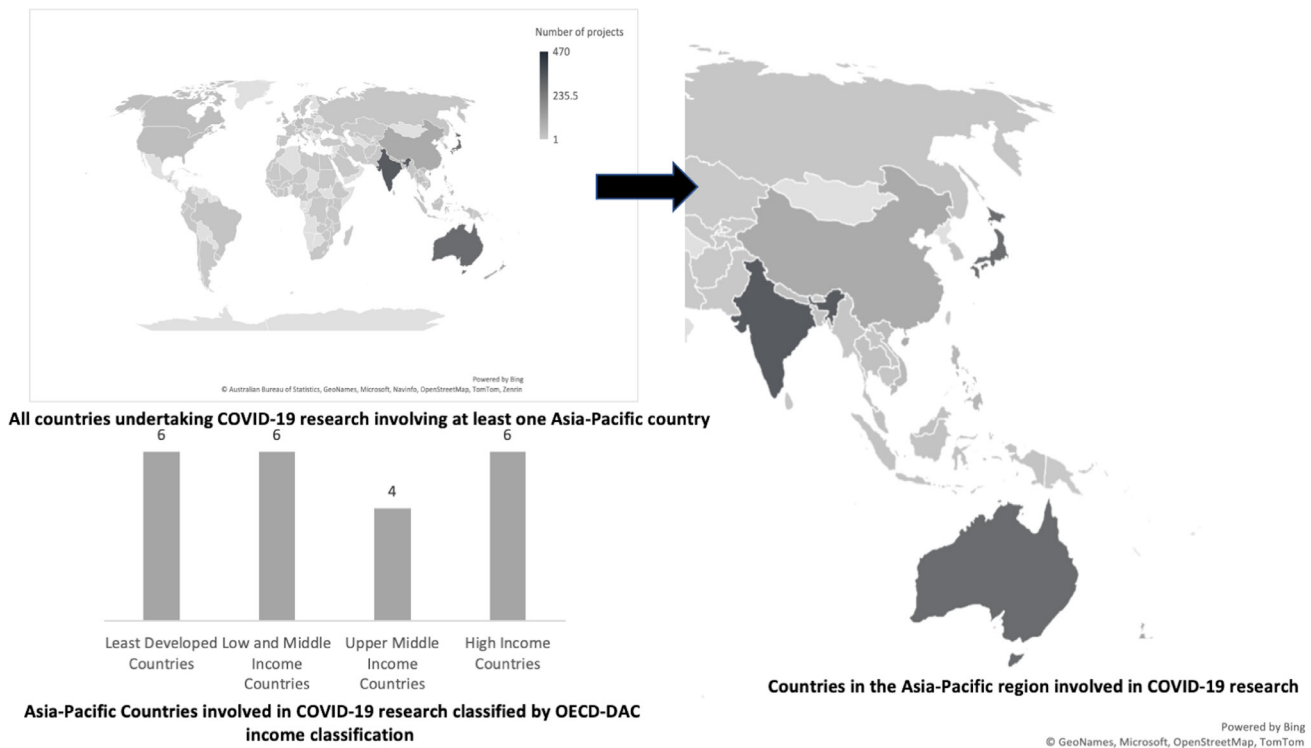 Number of projects
470
235.5
1
Powered by Bing
© Australian Bureau of Statistics, GeoNames, Microsoft, Navinfo, OpenStreetMap, TomTom, Zenrin
All countries undertaking COVID-19 research involving at least one Asia-Pacific country
6
6
4
6
Least Developed
Countries
Low and Middle
Income
Countries
Upper Middle
Income
Countries
High Income
Countries
Asia-Pacific Countries involved in COVID-19 research classified by OECD-DAC
income classification
Countries in the Asia-Pacific region involved in COVID-19 research
Powered by Bing
© GeoNames, Microsoft, OpenStreetMap, TomTom